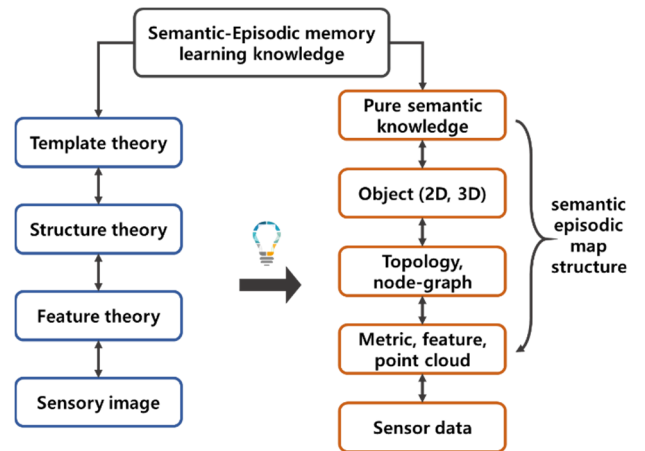 Semantic-Episodic memory
learning knowledge
Template theory
Structure theory
Feature theory
Sensory image
Pure semantic
knowledge
Object (2D, 3D)
Topology,
node-graph
Metric, feature,
point cloud
Sensor data
semantic
episodic
map
structure